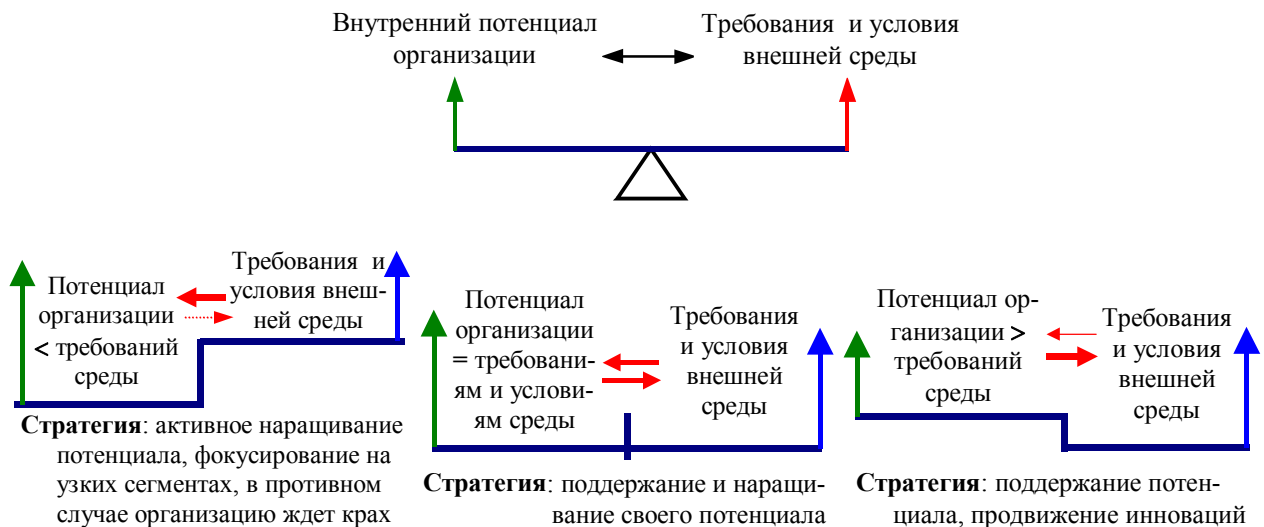 Внутренний потенциал
организации
Требования и условия
внешней среды
Потенциал
организации
< требований
среды
Требования и
условия внеш-
ней среды
Стратегия: активное наращивание
потенциала, фокусирование на
узких сегментах, в противном
случае организацию ждет крах
Потенциал
организации
= требовани-
ям и услови-
ям среды
Требования
и условия
внешней
среды
Стратегия: поддержание и наращи-
вание своего потенциала
Потенциал ор-
ганизации >
требований
среды
Требования
и условия
внешней
среды
Стратегия: поддержание потен-
циала, продвижение инноваций